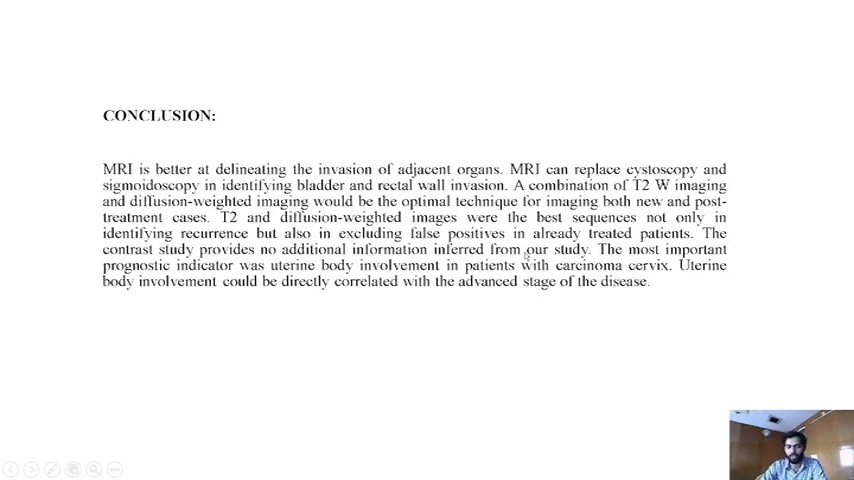 CONCLUSION:
MRI is better at delineating the invasion of adjacent organs. MRI can replace cystoscopy and
sigmoidoscopy in identifying bladder and rectal wall invasion. A combination of T2 W imaging
and diffusion-weighted imaging would be the optimal technique for imaging both new and post-
treatment cases. T2 and diffusion-weighted images were the best sequences not only in
identifying recurrence but also in excluding false positives in already treated patients. The
contrast study provides no additional information inferred from our study. The most important
prognostic indicator was uterine body involvement in patients with carcinoma cervix. Uterine
body involvement could be directly correlated with the advanced stage of the disease.